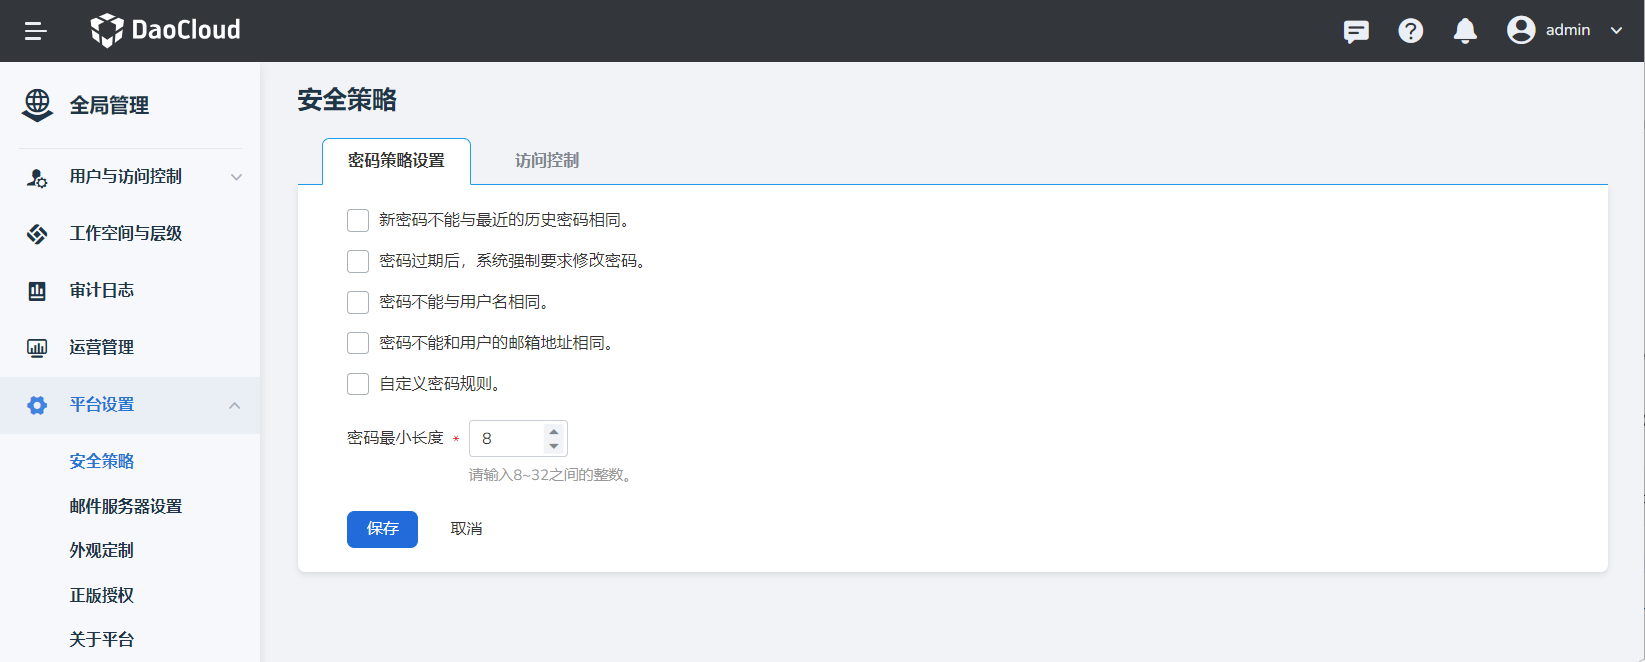 DaoCloud
admin
全局管理
用户与访问控制
工作空间与层级
审计日志
运营管理
平台设置
安全策略
邮件服务器设置
外观定制
正版授权
关于平台
安全策略
密码策略设置
访问控制
新密码不能与最近的历史密码相同。
密码过期后，系统强制要求修改密码。
密码不能与用户名相同。
密码不能和用户的邮箱地址相同。
自定义密码规则。
密码最小长度 * 8
请输入8~32之间的整数。
保存 取消